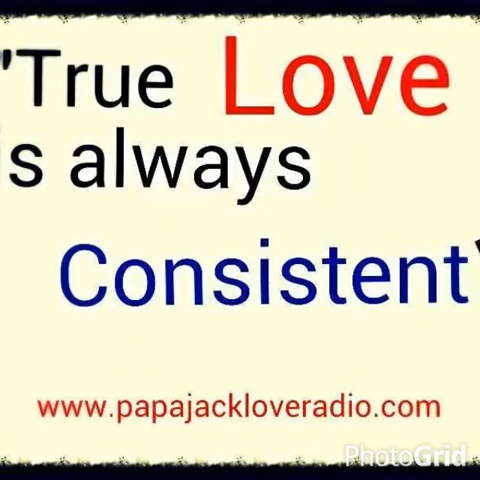 "True Love
is always
Consistent"
www.papajackloveradio.com
PhotoGrid